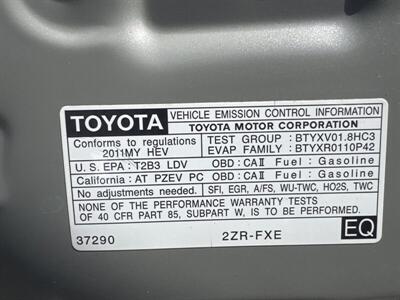 TOYOTA
VEHICLE EMISSION CONTROL INFORMATION
TOYOTA MOTOR CORPORATION
Conforms to regulations
2011MY HEV
TEST GROUP : BTYXV01.8HC3
EVAP FAMILY : BTYXR0110P42
U.S. EPA : T2B3 LDV OBD : CAII Fuel : Gasoline
California : AT PZEV PC OBD : CAII Fuel : Gasoline
No adjustments needed. SFI, EGR, A/FS, WU-TWC, HO2S, TWC
NONE OF THE PERFORMANCE WARRANTY TESTS
OF 40 CFR PART 85, SUBPART W, IS TO BE PERFORMED.
37290 2ZR-FXE EQ